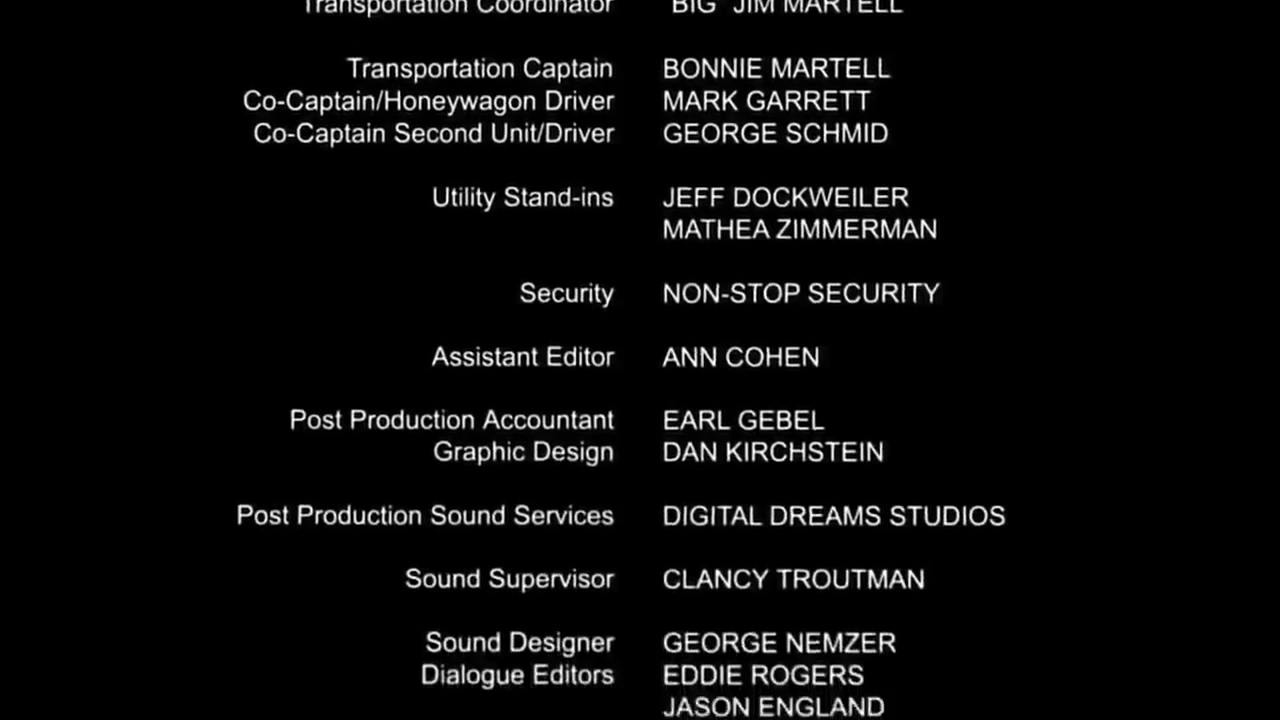 Transportation Coordinator "BIG" JIM MARTELL
Transportation Captain BONNIE MARTELL
Co-Captain/Honeywagon Driver MARK GARRETT
Co-Captain Second Unit/Driver GEORGE SCHMID
Utility Stand-ins JEFF DOCKWEILER
MATHEA ZIMMERMAN
Security NON-STOP SECURITY
Assistant Editor ANN COHEN
Post Production Accountant EARL GEBEL
Graphic Design DAN KIRCHSTEIN
Post Production Sound Services DIGITAL DREAMS STUDIOS
Sound Supervisor CLANCY TROUTMAN
Sound Designer GEORGE NEMZER
Dialogue Editors EDDIE ROGERS
JASON ENGLAND